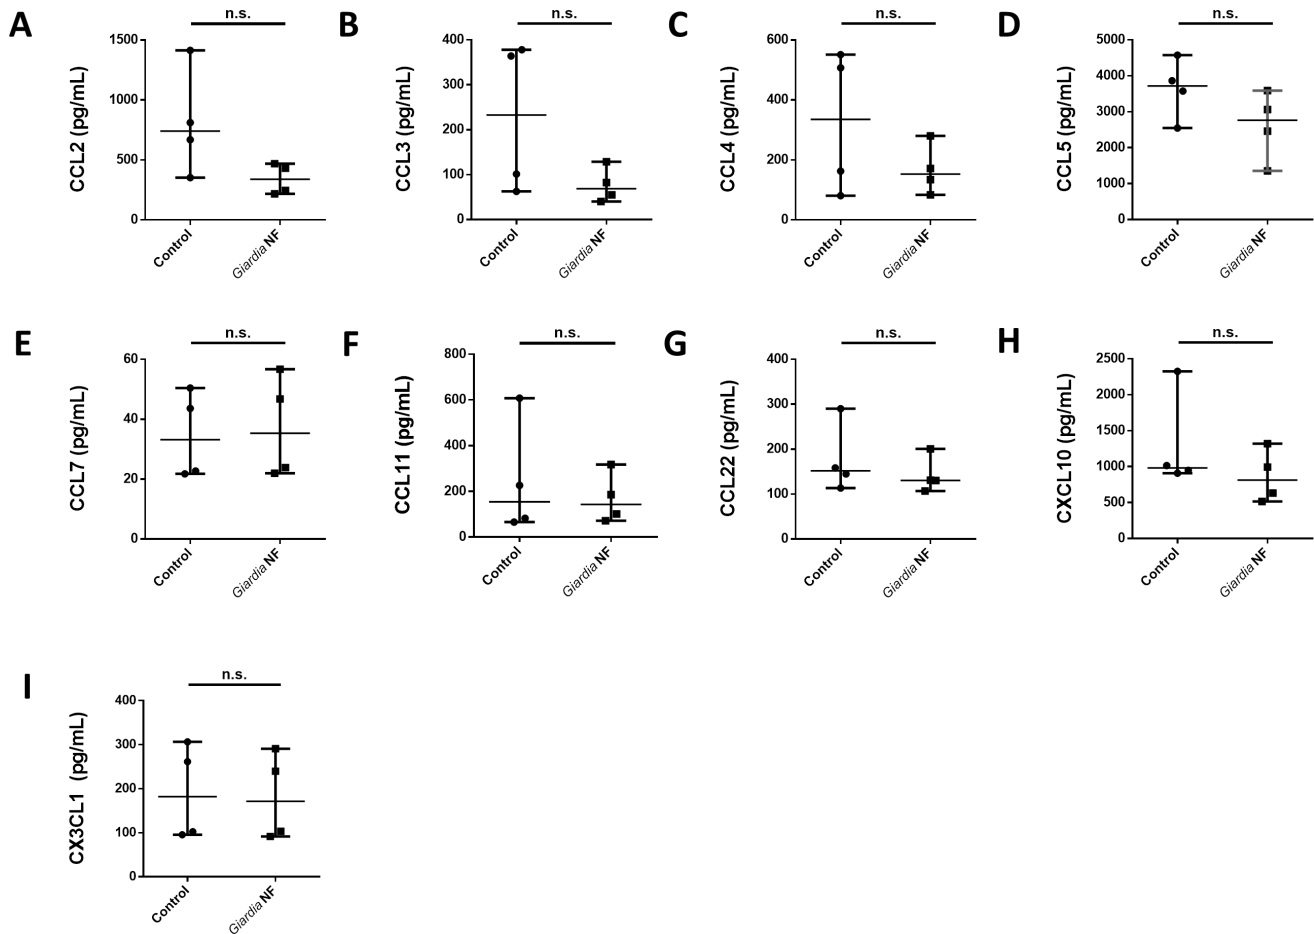 A
n.s.
CCL2 (pg/mL)
1500
1000
500
0
Control
Giardia NF
B
n.s.
CCL3 (pg/mL)
400
300
200
100
0
Control
Giardia NF
C
n.s.
CCL4 (pg/mL)
600
400
200
0
Control
Giardia NF
D
n.s.
CCL5 (pg/mL)
5000
4000
3000
2000
1000
0
Control
Giardia NF
E
n.s.
CCL7 (pg/mL)
60
40
20
0
Control
Giardia NF
F
n.s.
CCL11 (pg/mL)
800
600
400
200
0
Control
Giardia NF
G
n.s.
CCL22 (pg/mL)
400
300
200
100
0
Control
Giardia NF
H
n.s.
CXCL10 (pg/mL)
2500
2000
1500
1000
500
0
Control
Giardia NF
I
n.s.
CX3CL1 (pg/mL)
400
300
200
100
0
Control
Giardia NF